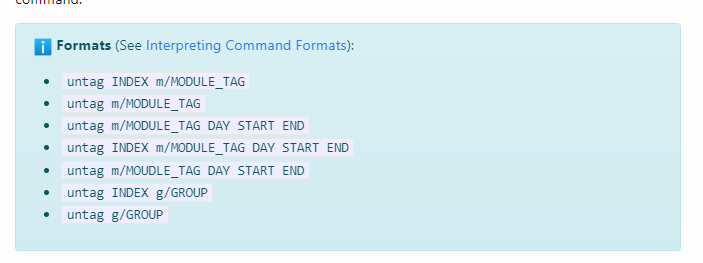 command.
Formats (See Interpreting Command Formats):
untag INDEX m/MODULE_TAG
untag m/MODULE_TAG
untag m/MODULE_TAG DAY START END
untag INDEX m/MODULE_TAG DAY START END
untag m/MOUDLE_TAG DAY START END
untag INDEX g/GROUP
untag g/GROUP